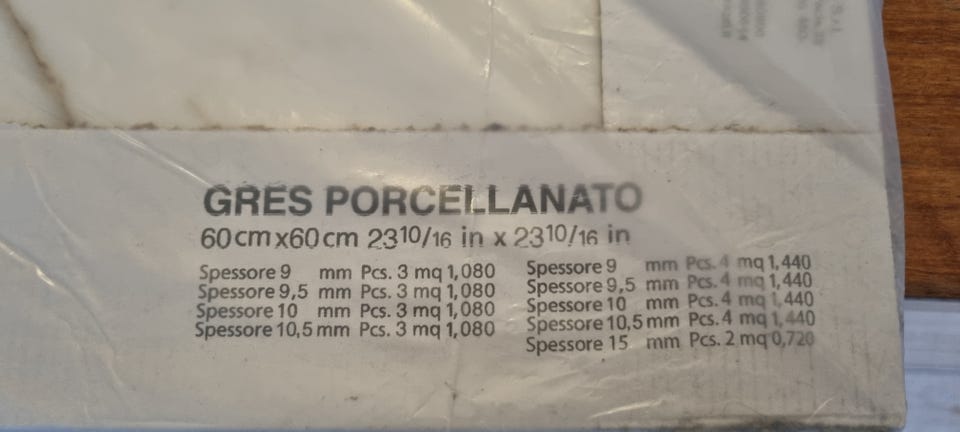 GRES PORCELLANATO
60cmx60cm 23 10/16 in x 23 10/16 in
Spessore 9 mm Pcs. 3 mq 1,080
Spessore 9,5 mm Pcs. 3 mq 1,080
Spessore 10 mm Pcs. 3 mq 1,080
Spessore 10,5 mm Pcs. 3 mq 1,080
Spessore 9 mm Pcs. 4 mq 1,440
Spessore 9,5 mm Pcs. 4 mq 1,440
Spessore 10 mm Pcs. 4 mq 1,440
Spessore 10,5 mm Pcs. 4 mq 1,440
Spessore 15 mm Pcs. 2 mq 0,720